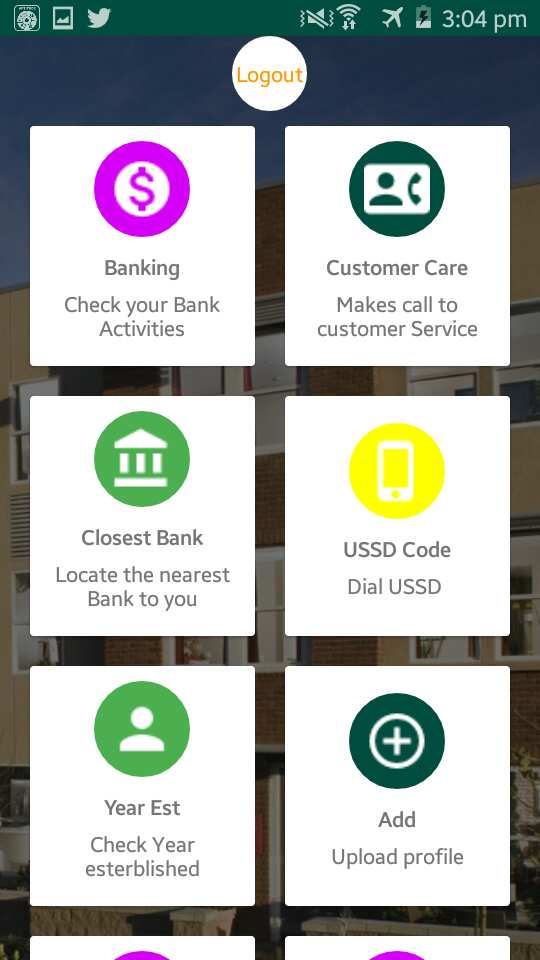 3:04 pm
Logout
Banking
Check your Bank
Activities
Customer Care
Makes call to
customer Service
Closest Bank
Locate the nearest
Bank to you
USSD Code
Dial USSD
Year Est
Check Year
esterblished
Add
Upload profile